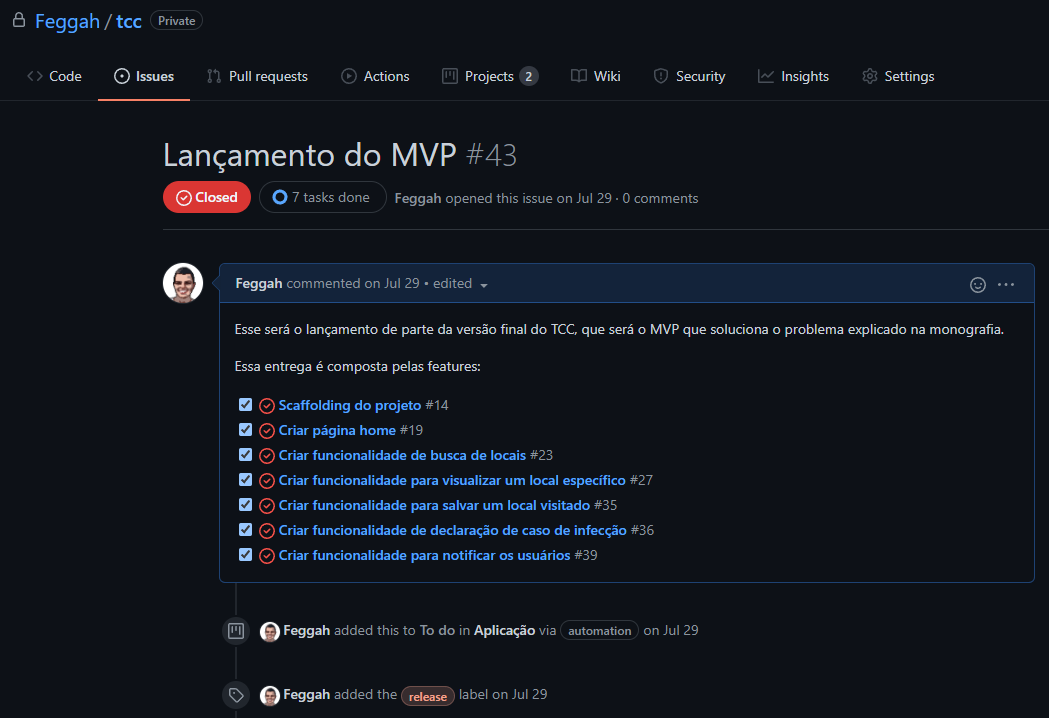 Feggah / tcc Private
Code Issues Pull requests Actions Projects 2 Wiki Security Insights Settings
Lançamento do MVP #43
Closed 7 tasks done Feggah opened this issue on Jul 29 · 0 comments
Feggah commented on Jul 29 • edited
Esse será o lançamento de parte da versão final do TCC, que será o MVP que soluciona o problema explicado na monografia.
Essa entrega é composta pelas features:
Scaffolding do projeto #14
Criar página home #19
Criar funcionalidade de busca de locais #23
Criar funcionalidade para visualizar um local específico #27
Criar funcionalidade para salvar um local visitado #35
Criar funcionalidade de declaração de caso de infecção #36
Criar funcionalidade para notificar os usuários #39
Feggah added this to To do in Aplicação via automation on Jul 29
Feggah added the release label on Jul 29